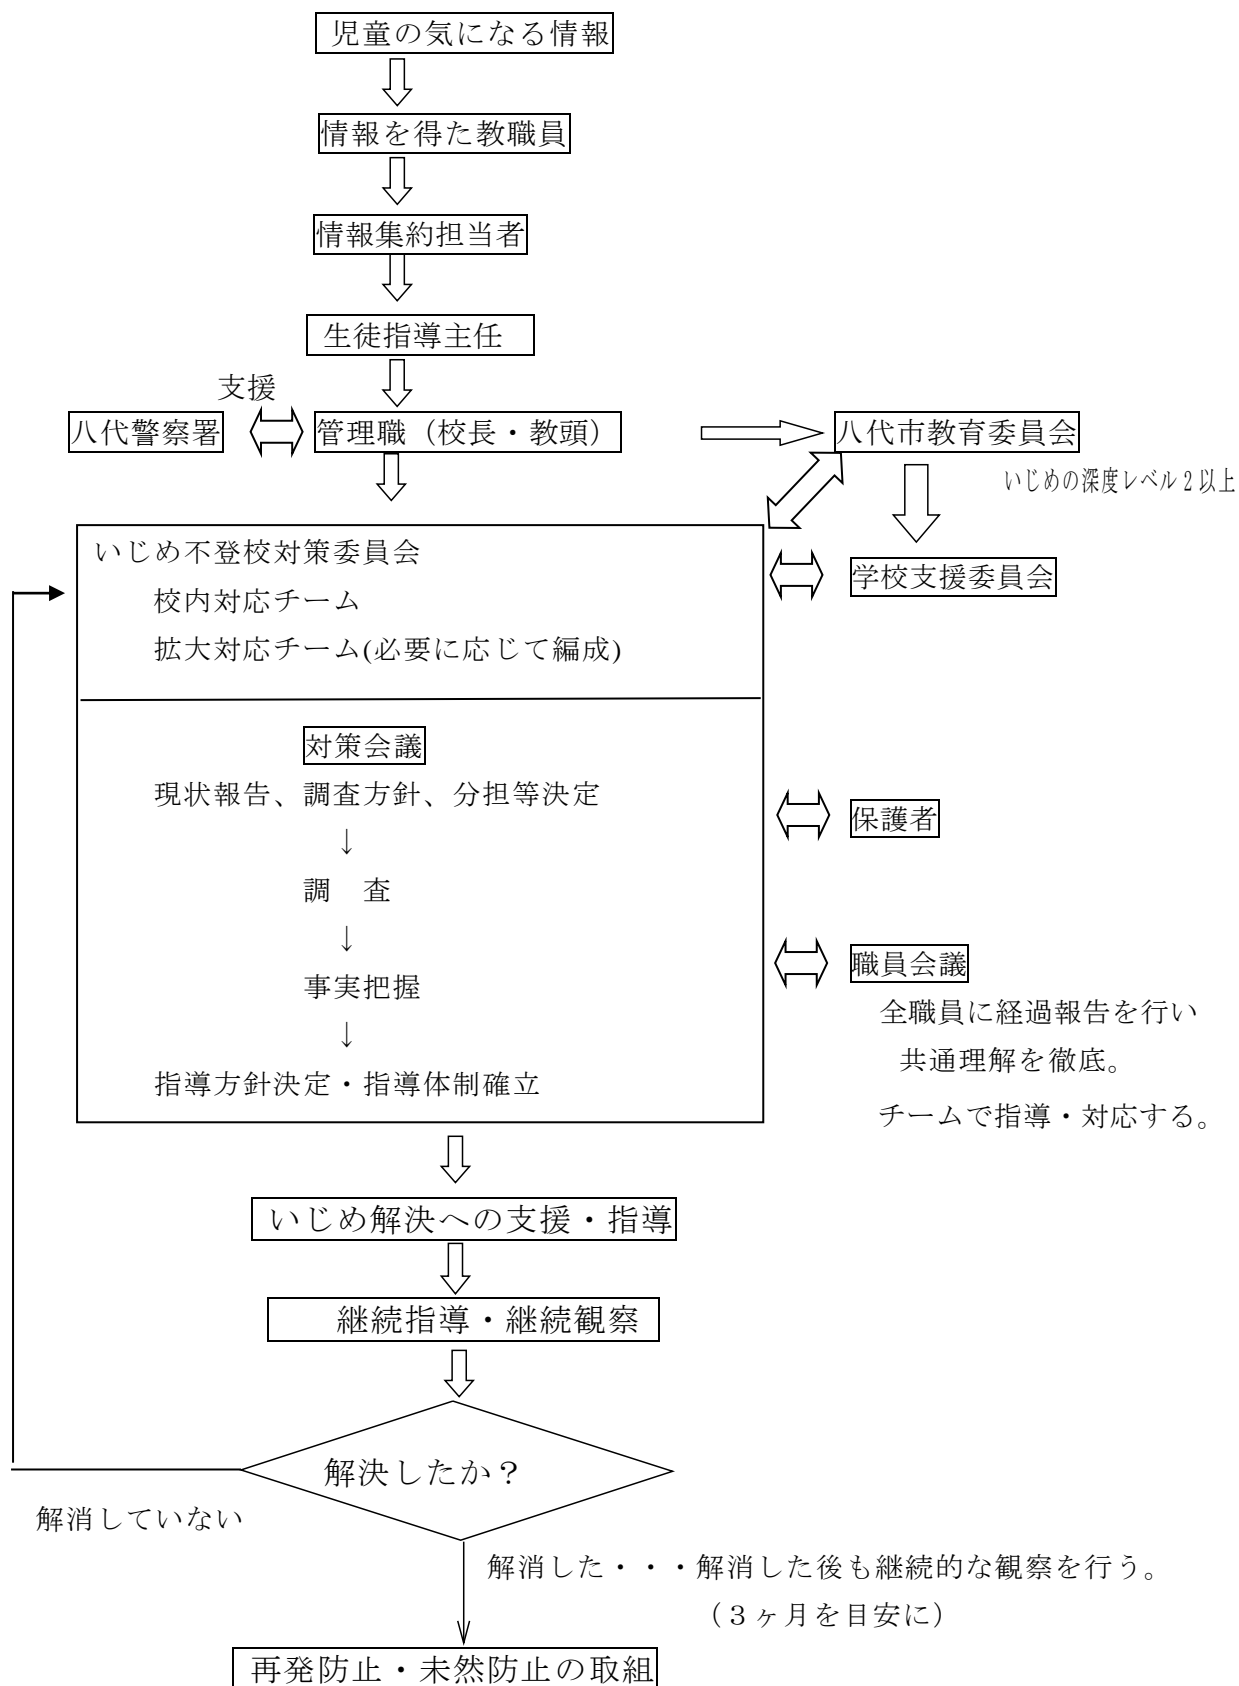 児童の気になる情報
情報を得た教職員
情報集約担当者
生徒指導主任
支援
八代警察署
管理職（校長・教頭）
八代市教育委員会
いじめの深度レベル２以上
いじめ不登校対策委員会
学校支援委員会
校内対応チーム
拡大対応チーム(必要に応じて編成)
対策会議
現状報告、調査方針、分担等決定
保護者
↓
調　査
↓
職員会議
事実把握
全職員に経過報告を行い
↓
共通理解を徹底。
指導方針決定・指導体制確立
チームで指導・対応する。
いじめ解決への支援・指導
継続指導・継続観察
解決したか？
解消していない
解消した・・・解消した後も継続的な観察を行う。
（３ヶ月を目安に）
再発防止・未然防止の取組